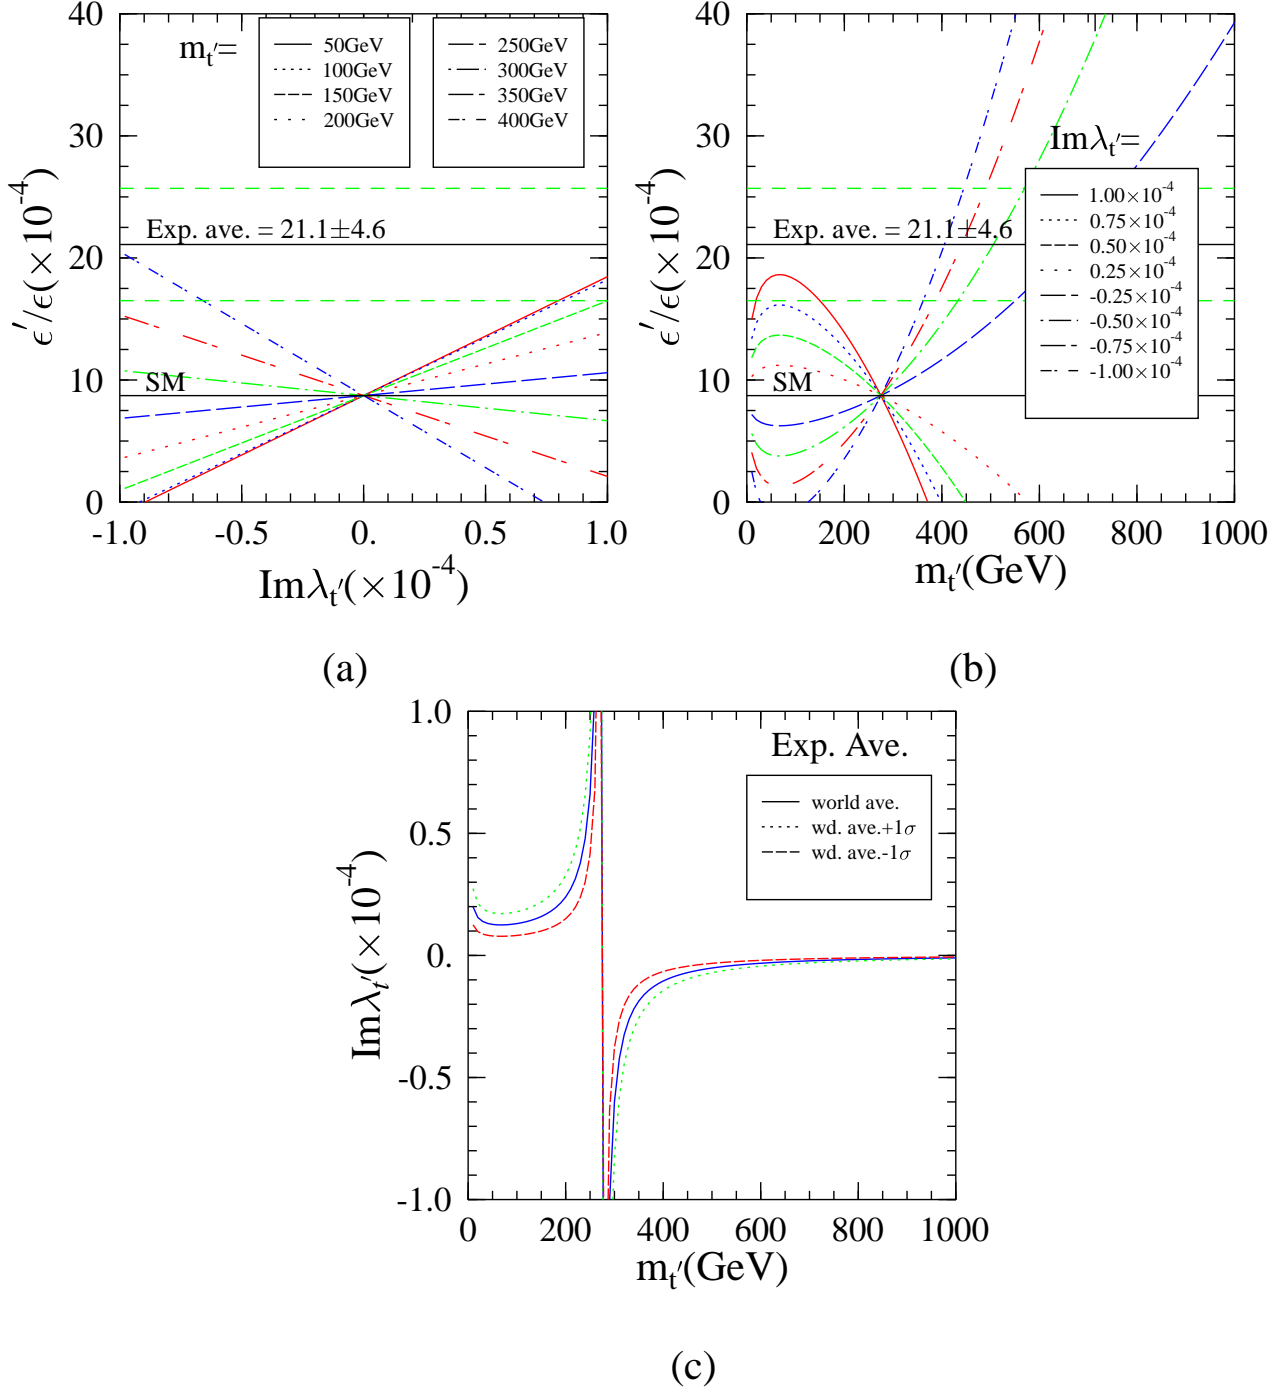 m_t′=
50GeV
100GeV
150GeV
200GeV
250GeV
300GeV
350GeV
400GeV
40
30
20
10
0
ϵ′/ϵ(×10^-4)
Exp. ave. = 21.1±4.6
SM
-1.0 -0.5 0. 0.5 1.0
Imλ_t′(×10^-4)
(a)
40
30
20
10
0
ϵ′/ϵ(×10^-4)
Exp. ave. = 21.1±4.6
SM
Imλ_t′=
1.00×10^-4
0.75×10^-4
0.50×10^-4
0.25×10^-4
-0.25×10^-4
-0.50×10^-4
-0.75×10^-4
-1.00×10^-4
0 200 400 600 800 1000
m_t′(GeV)
(b)
1.0
0.5
0.
-0.5
-1.0
Imλ_t′(×10^-4)
Exp. Ave.
world ave.
wd. ave.+1σ
wd. ave.-1σ
0 200 400 600 800 1000
m_t′(GeV)
(c)